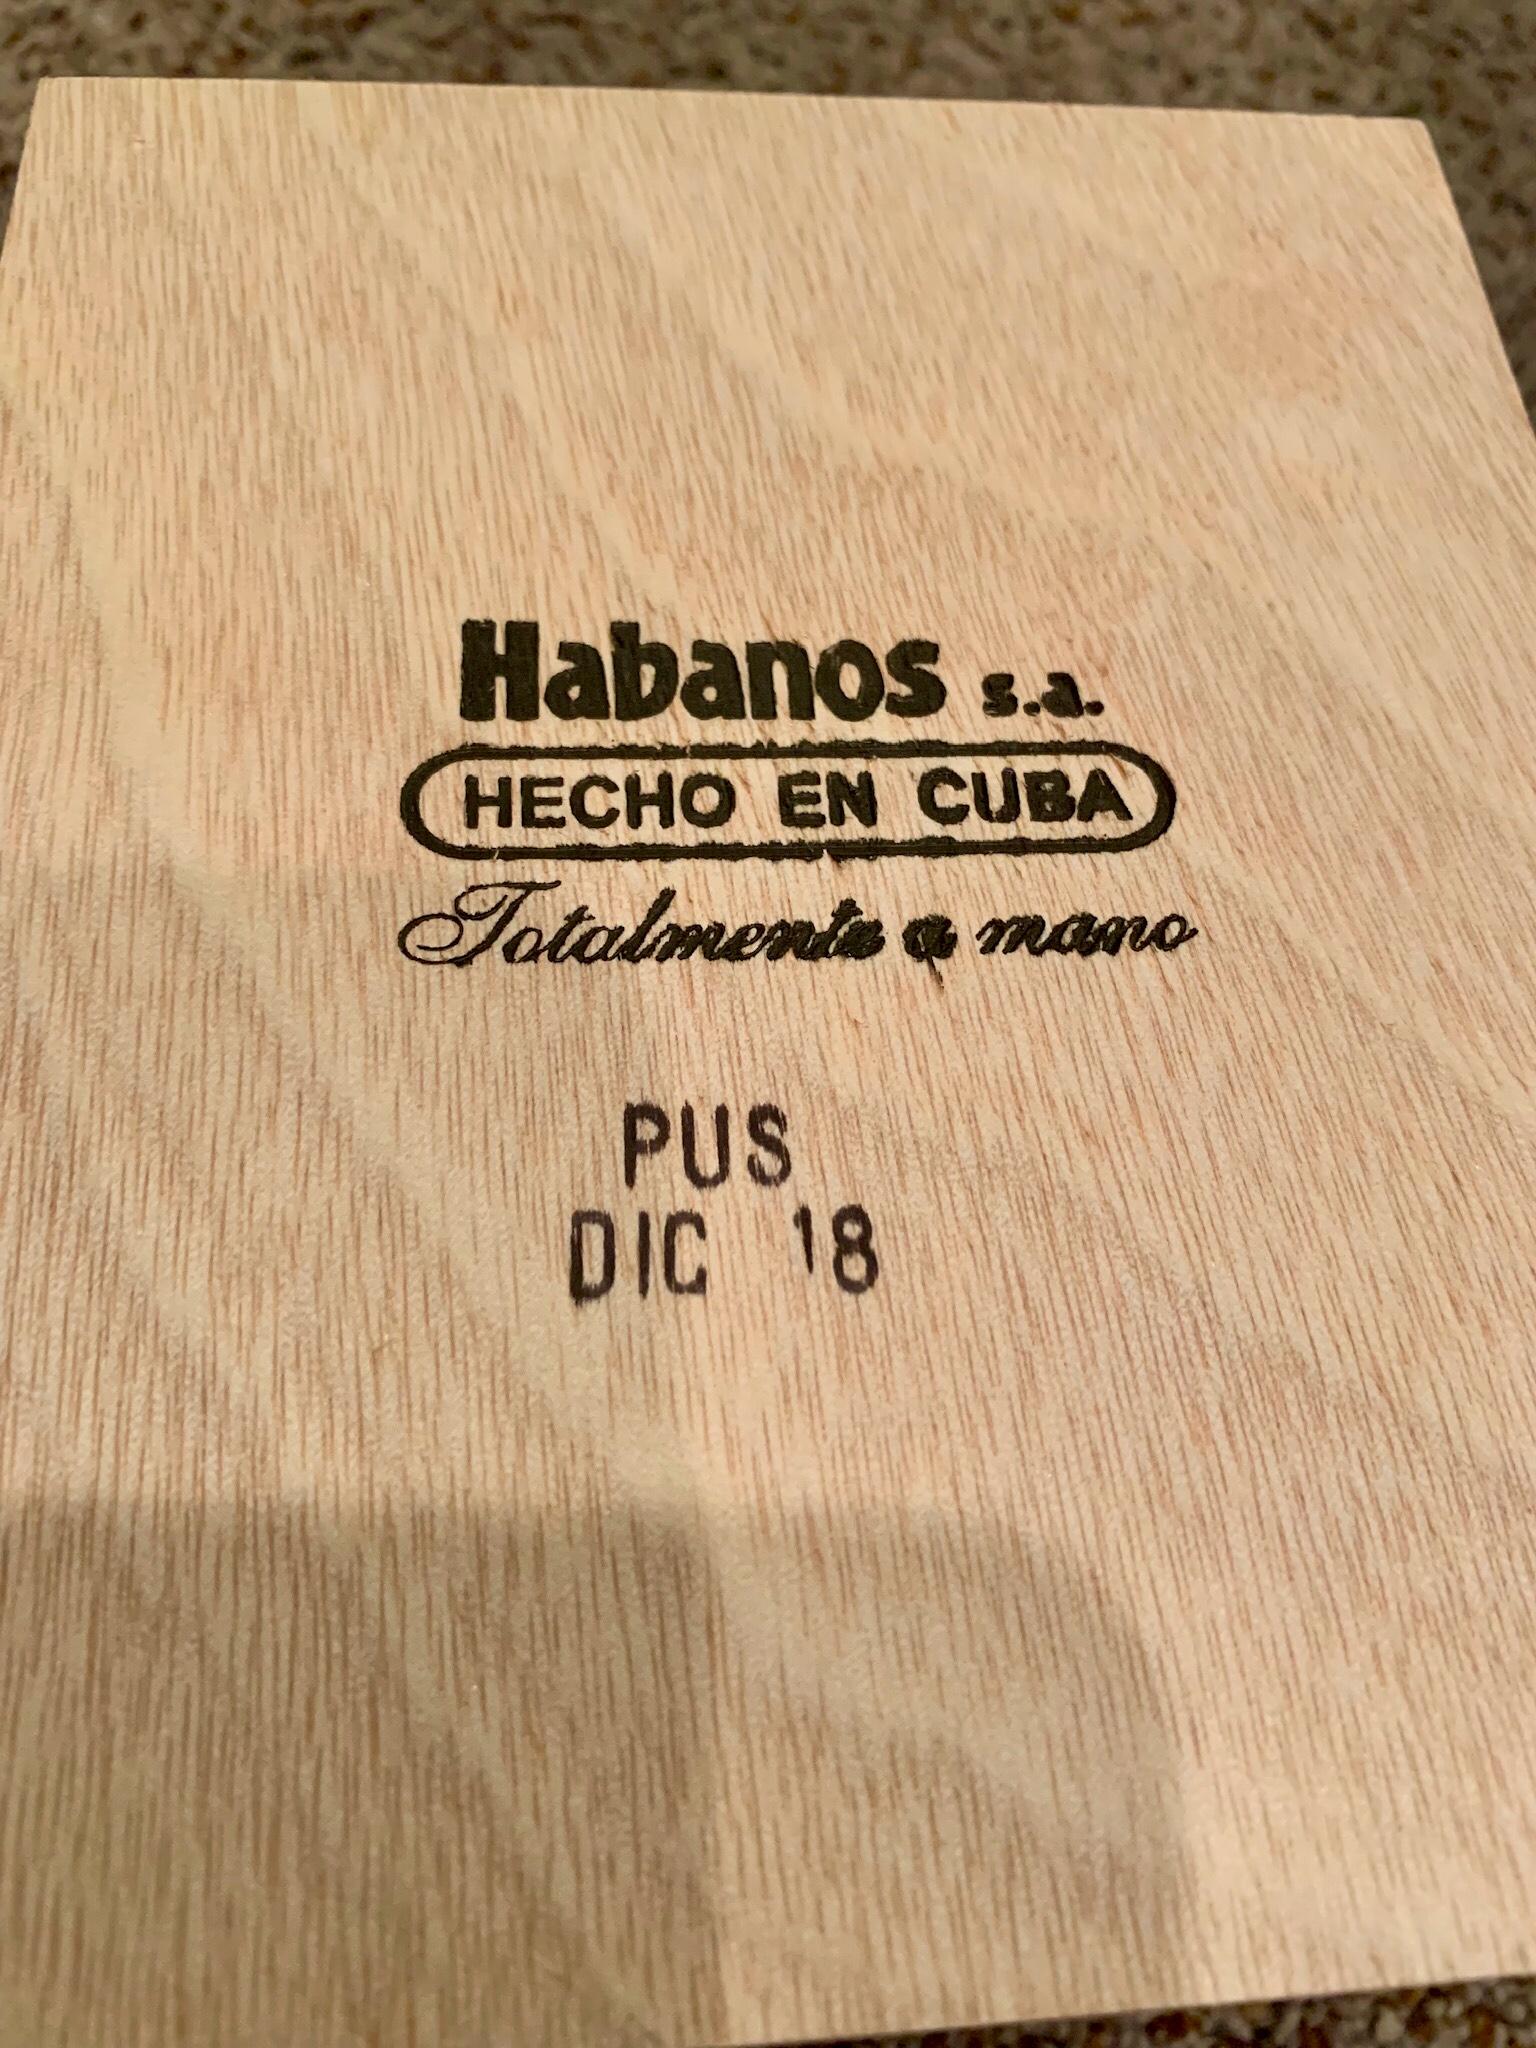 Habanos s.a.
HECHO EN CUBA
Totalmente a mano
PUS
DIC 18